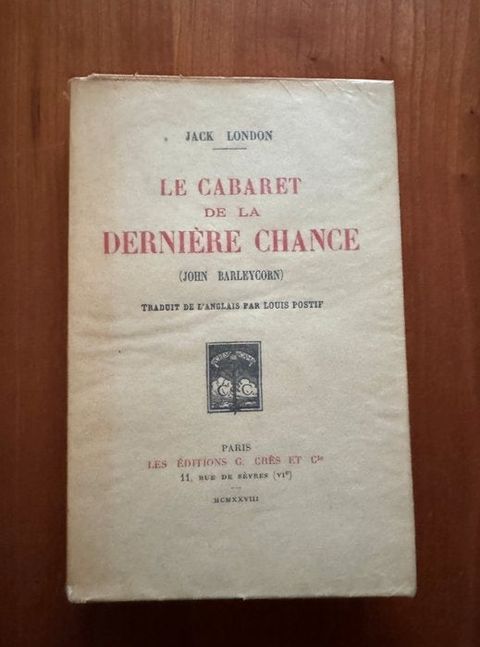 JACK LONDON
LE CABARET
DE LA
DERNIÈRE CHANCE
(JOHN BARLEYCORN)
TRADUIT DE L'ANGLAIS PAR LOUIS POSTIF
C & C
PARIS
LES ÉDITIONS G. CRÈS ET Cie
11, RUE DE SÈVRES (VIe)
MCMXXVIII